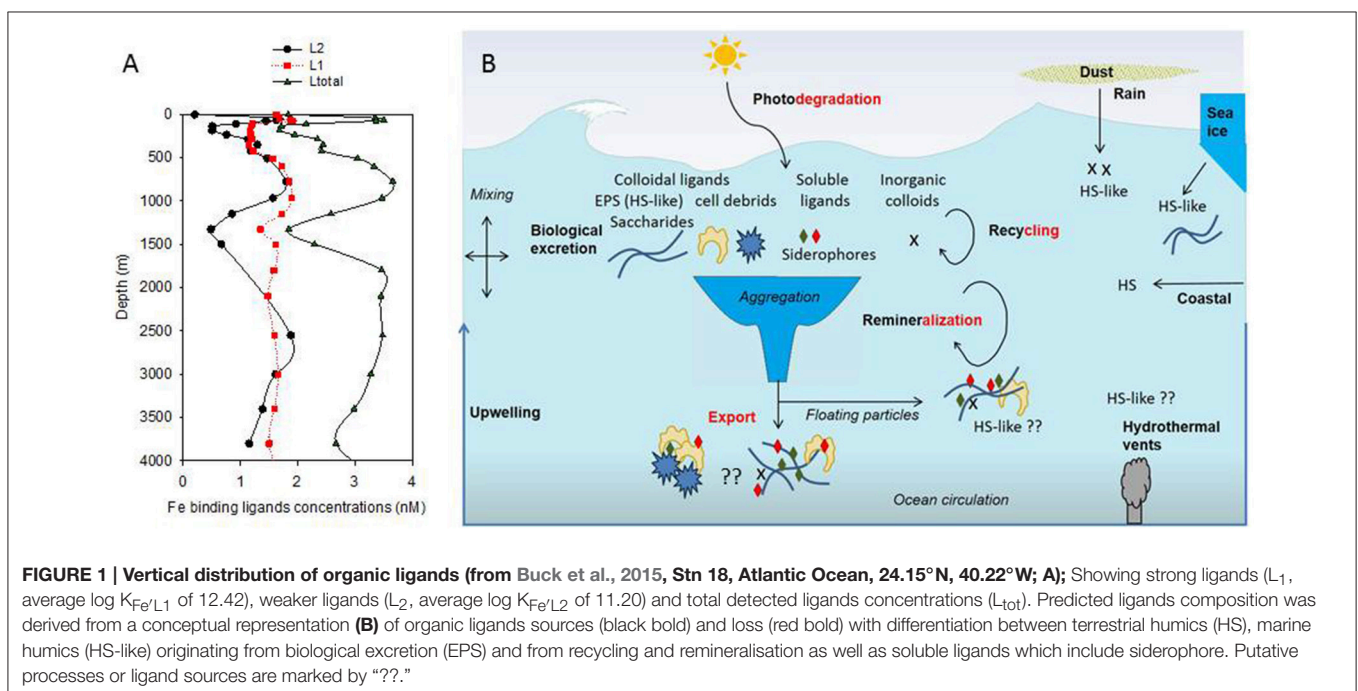 A
L2
L1
Ltotal
0
500
1000
1500
2000
2500
3000
3500
4000
Depth (m)
0 1 2 3 4
Fe binding ligands concentrations (nM)
B
Photodegradation
Dust
Rain
Sea
ice
X X
HS-like
HS-like
Mixing
Biological
excretion
Colloidal ligands
EPS (HS-like) cell debrids
Saccharides
Soluble
ligands
Siderophores
Inorganic
colloids
X
Recycling
HS
Coastal
Aggregation
Remineralization
Upwelling
Export
Floating particles
X
HS-like ??
HS-like ??
Hydrothermal
vents
??
X
Ocean circulation
FIGURE 1 | Vertical distribution of organic ligands (from Buck et al., 2015, Stn 18, Atlantic Ocean, 24.15°N, 40.22°W; A); Showing strong ligands (L1,
average log KFe′L1 of 12.42), weaker ligands (L2, average log KFe′L2 of 11.20) and total detected ligands concentrations (Ltot). Predicted ligands composition was
derived from a conceptual representation (B) of organic ligands sources (black bold) and loss (red bold) with differentiation between terrestrial humics (HS), marine
humics (HS-like) originating from biological excretion (EPS) and from recycling and remineralisation as well as soluble ligands which include siderophore. Putative
processes or ligand sources are marked by “??.”